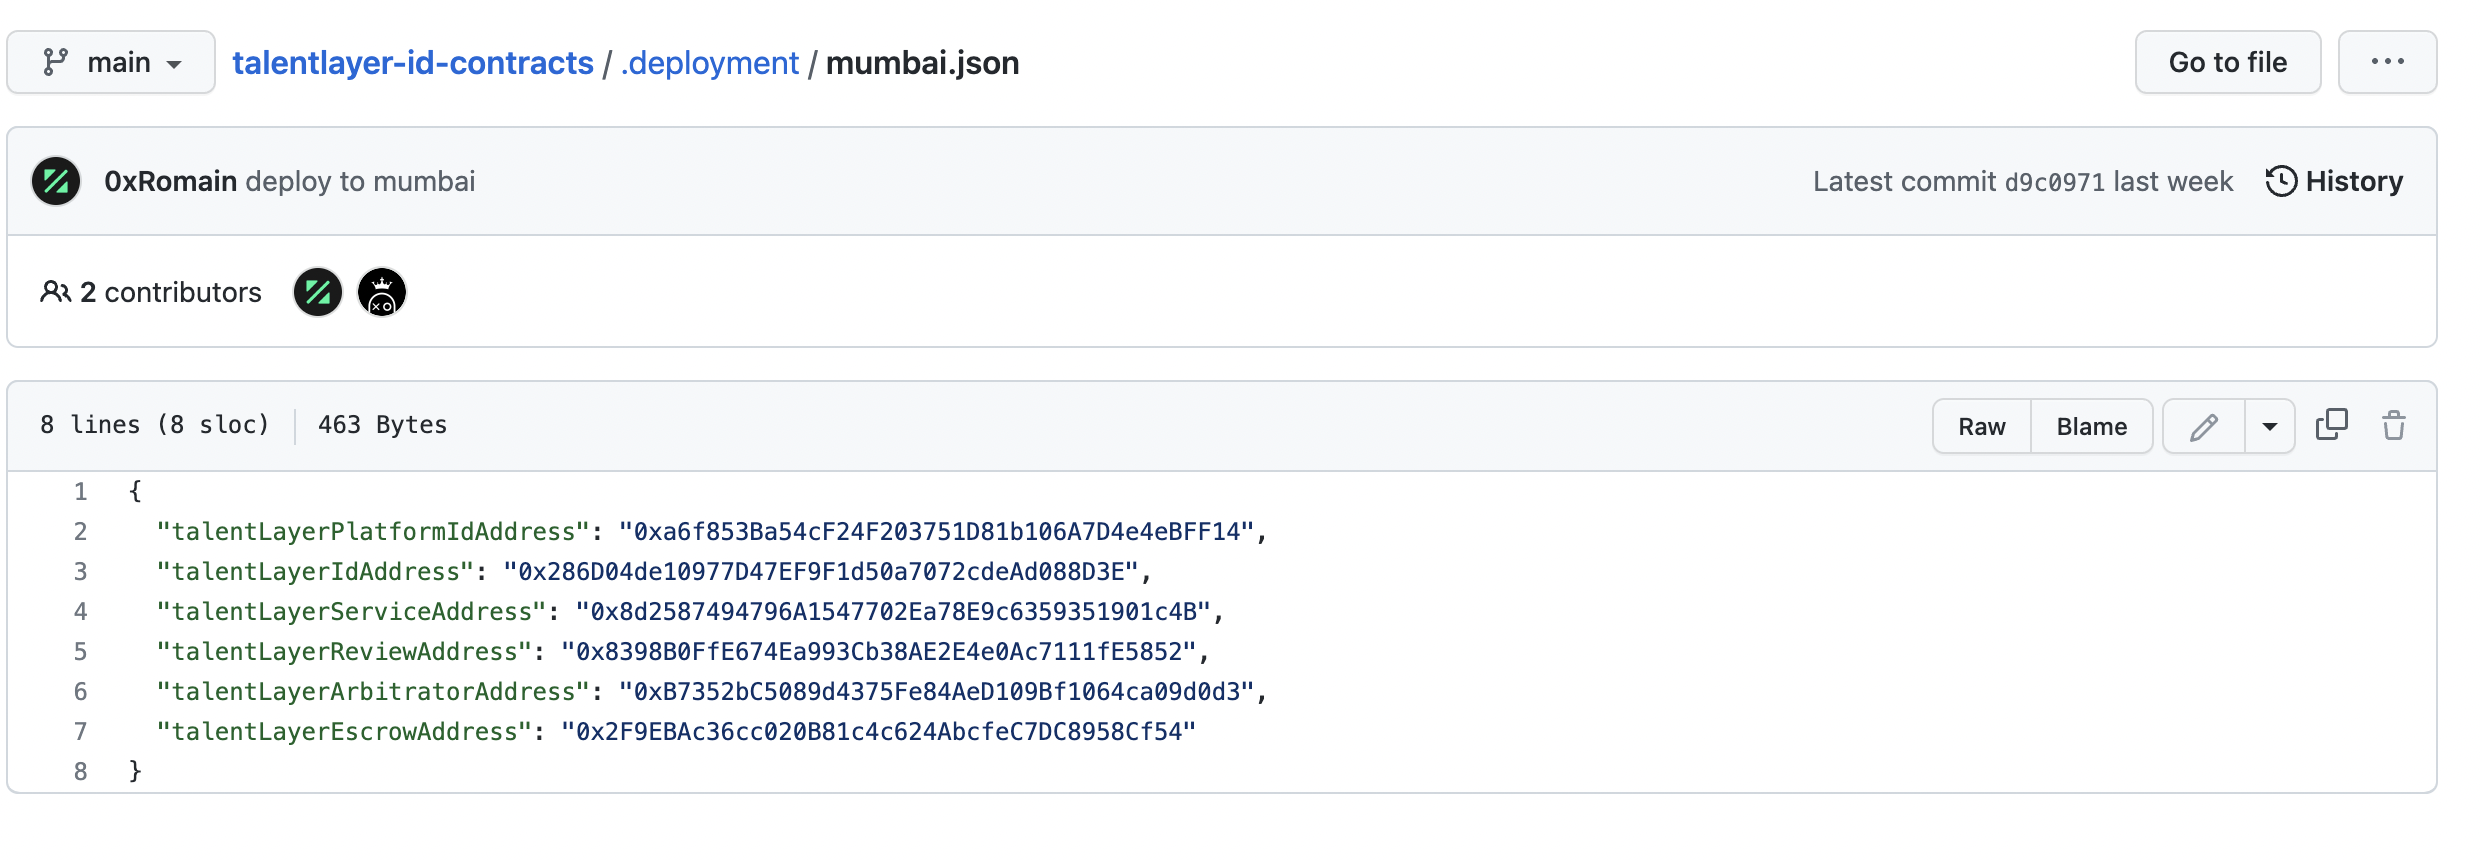 main
talentlayer-id-contracts / .deployment / mumbai.json
Go to file
...
0xRomain deploy to mumbai
Latest commit d9c0971 last week
History
2 contributors
8 lines (8 sloc)
463 Bytes
Raw
Blame
1 {
2 "talentLayerPlatformIdAddress": "0xa6f853Ba54cF24F203751D81b106A7D4e4eBFF14",
3 "talentLayerIdAddress": "0x286D04de10977D47EF9F1d50a7072cdeAd088D3E",
4 "talentLayerServiceAddress": "0x8d2587494796A1547702Ea78E9c6359351901c4B",
5 "talentLayerReviewAddress": "0x8398B0FfE674Ea993Cb38AE2E4e0Ac7111fE5852",
6 "talentLayerArbitratorAddress": "0xB7352bC5089d4375Fe84AeD109Bf1064ca09d0d3",
7 "talentLayerEscrowAddress": "0x2F9EBAc36cc020B81c4c624AbcfeC7DC8958Cf54"
8 }